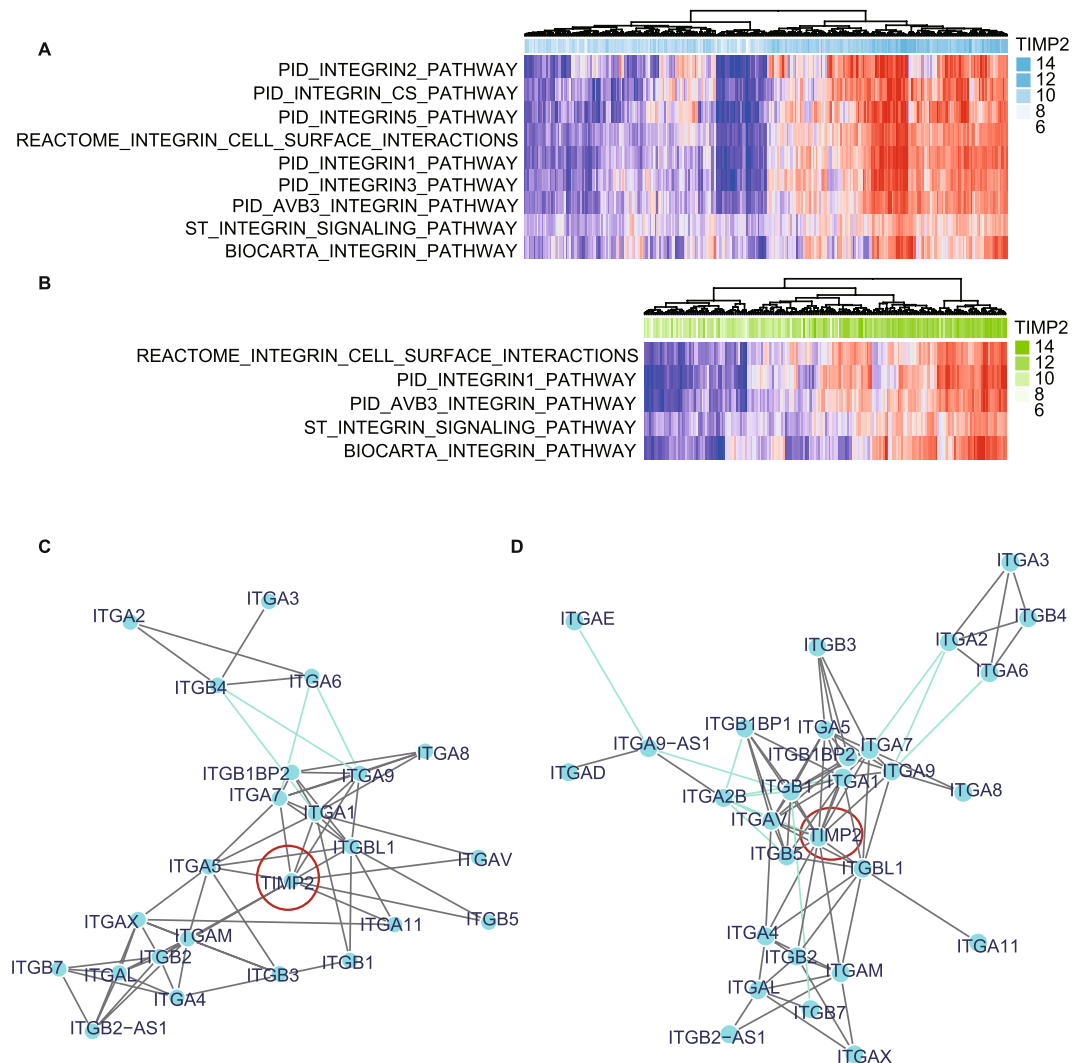 A
TIMP2
14
12
10
8
6
PID_INTEGRIN2_PATHWAY
PID_INTEGRIN_CS_PATHWAY
PID_INTEGRIN5_PATHWAY
REACTOME_INTEGRIN_CELL_SURFACE_INTERACTIONS
PID_INTEGRIN1_PATHWAY
PID_INTEGRIN3_PATHWAY
PID_AVB3_INTEGRIN_PATHWAY
ST_INTEGRIN_SIGNALING_PATHWAY
BIOCARTA_INTEGRIN_PATHWAY
B
TIMP2
14
12
10
8
6
REACTOME_INTEGRIN_CELL_SURFACE_INTERACTIONS
PID_INTEGRIN1_PATHWAY
PID_AVB3_INTEGRIN_PATHWAY
ST_INTEGRIN_SIGNALING_PATHWAY
BIOCARTA_INTEGRIN_PATHWAY
C
ITGA3
ITGA2
ITGA6
ITGB4
ITGA8
ITGB1BP2
ITGA9
ITGA7
ITGA1
ITGBL1
ITGAV
ITGA5
TIMP2
ITGAX
ITGA11
ITGB5
ITGAM
ITGB2
ITGB1
ITGB7
ITGAL
ITGB3
ITGA4
ITGB2−AS1
D
ITGA3
ITGAE
ITGB4
ITGB3
ITGA2
ITGA6
ITGB1BP1
ITGA5
ITGA9−AS1
ITGB1BP2
ITGA7
ITGAD
ITGA9
ITGB1
ITGA1
ITGA8
ITGA2B
ITGAV
TIMP2
ITGB5
ITGBL1
ITGA4
ITGA11
ITGB2
ITGAM
ITGAL
ITGB7
ITGB2−AS1
ITGAX